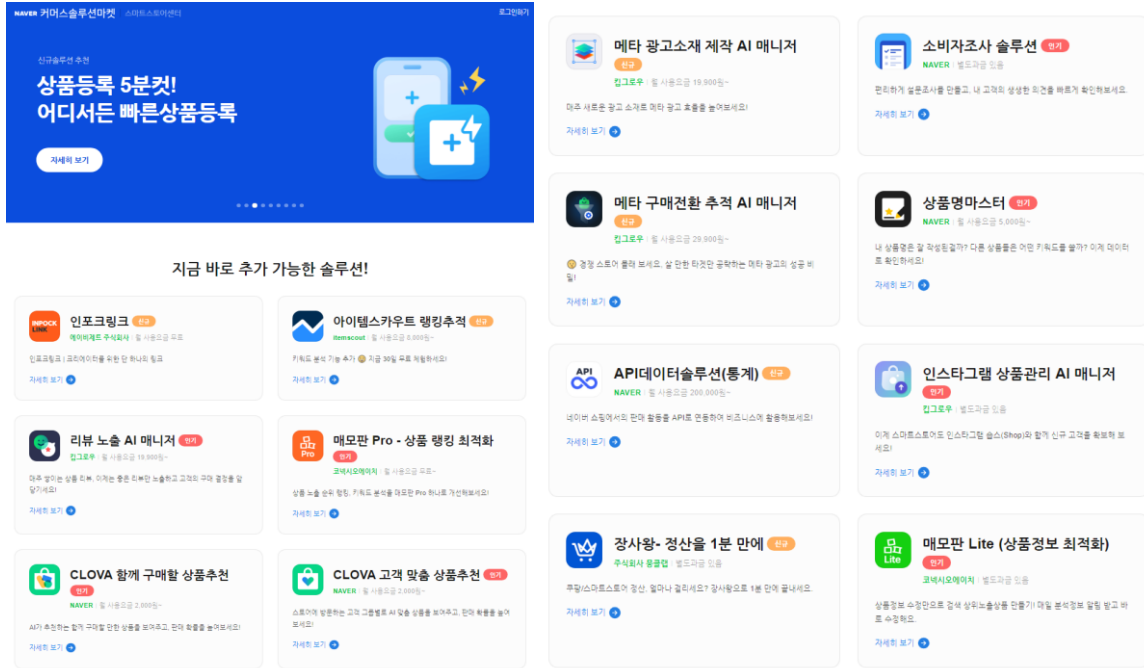 NAVER 커머스솔루션마켓 스마트스토어센터
로그인하기
신규솔루션 추천
상품등록 5분컷!
어디서든 빠른상품등록
자세히 보기
지금 바로 추가 가능한 솔루션!
INPOCK LINK
인포크링크 신규
에이비제드 주식회사 | 월 사용요금 무료
인포크링크 | 크리에이터를 위한 단 하나의 링크
자세히 보기
아이템스카우트 랭킹추적 신규
itemscout | 월 사용요금 8,800원~
키워드 분석 기능 추가 지금 30일 무료 체험하세요!
자세히 보기
리뷰 노출 AI 매니저 인기
킵그로우 | 월 사용요금 19,900원~
매주 쌓이는 상품 리뷰, 이제는 좋은 리뷰만 노출하고 고객의 구매 결정을 앞
당기세요!
자세히 보기
Pro
매모판 Pro - 상품 랭킹 최적화
인기
코넥시오에이치 | 월 사용요금 무료~
상품 노출 순위 랭킹, 키워드 분석을 매모판 Pro 하나로 개선해보세요!
자세히 보기
CLOVA 함께 구매할 상품추천
인기
NAVER | 월 사용요금 2,000원~
AI가 추천하는 함께 구매할 만한 상품을 보여주고, 판매 확률을 높여보세요!
자세히 보기
CLOVA 고객 맞춤 상품추천 인기
NAVER | 월 사용요금 2,000원~
스토어에 방문하는 고객 그룹별로 AI 맞춤 상품을 보여주고, 판매 확률을 높여
보세요!
자세히 보기
메타 광고소재 제작 AI 매니저
신규
킵그로우 | 월 사용요금 19,900원~
매주 새로운 광고 소재로 메타 광고 효율을 높여보세요!
자세히 보기
소비자조사 솔루션 인기
NAVER | 별도과금 있음
편리하게 설문조사를 만들고, 내 고객의 생생한 의견을 빠르게 확인해보세요.
자세히 보기
메타 구매전환 추적 AI 매니저
신규
킵그로우 | 월 사용요금 29,900원~
경쟁 스토어 몰래 보세요. 살 만한 타겟만 공략하는 메타 광고의 성공 비
밀!
자세히 보기
상품명마스터 인기
NAVER | 월 사용요금 5,000원~
내 상품명은 잘 작성된걸까? 다른 상품들은 어떤 키워드를 쓸까? 이제 데이터
로 확인하세요!
자세히 보기
API
API데이터솔루션(통계) 신규
NAVER | 월 사용요금 200,000원~
네이버 쇼핑에서의 판매 활동을 API로 연동하여 비즈니스에 활용해보세요!
자세히 보기
인스타그램 상품관리 AI 매니저
인기
킵그로우 | 별도과금 있음
이제 스마트스토어도 인스타그램 숍스(Shop)와 함께 신규 고객을 확보해 보
세요!
자세히 보기
장사왕- 정산을 1분 만에 신규
주식회사 몽클랩 | 별도과금 있음
쿠팡/스마트스토어 정산, 얼마나 걸리세요? 장사왕으로 1분 만에 끝내세요.
자세히 보기
Lite
매모판 Lite (상품정보 최적화)
인기
코넥시오에이치 | 별도과금 있음
상품정보 수정만으로 검색 상위노출상품 만들기! 매일 분석정보 알림 받고 바
로 수정해요.
자세히 보기